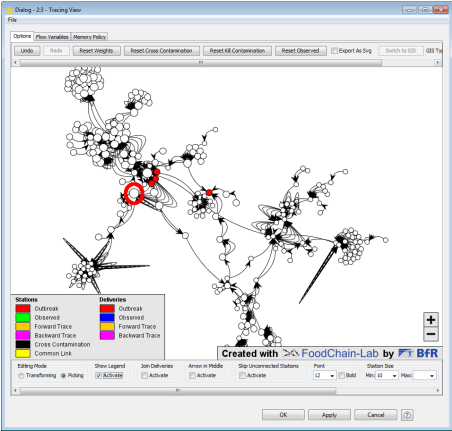 Dialog - 2:3 - Tracing View
File
Options Flow Variables Memory Policy
Undo Redo Reset Weights Reset Cross Contamination Reset Kill Contamination Reset Observed Export As Svg Switch to GIS GIS Ty
Stations Deliveries
Outbreak Outbreak
Observed Observed
Forward Trace Forward Trace
Backward Trace Backward Trace
Cross Contamination
Common Link
+
−
Created with FoodChain-Lab by BfR
Editing Mode Show Legend Join Deliveries Arrow in Middle Skip Unconnected Stations Font Station Size
Transforming Picking Activate Activate Activate Activate 12 Bold Min: 10 Max:
OK Apply Cancel ?